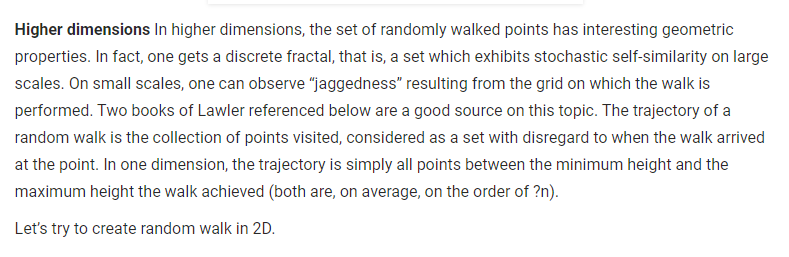 Higher dimensions In higher dimensions, the set of randomly walked points has interesting geometric
properties. In fact, one gets a discrete fractal, that is, a set which exhibits stochastic self-similarity on large
scales. On small scales, one can observe “jaggedness” resulting from the grid on which the walk is
performed. Two books of Lawler referenced below are a good source on this topic. The trajectory of a
random walk is the collection of points visited, considered as a set with disregard to when the walk arrived
at the point. In one dimension, the trajectory is simply all points between the minimum height and the
maximum height the walk achieved (both are, on average, on the order of ?n).
Let’s try to create random walk in 2D.